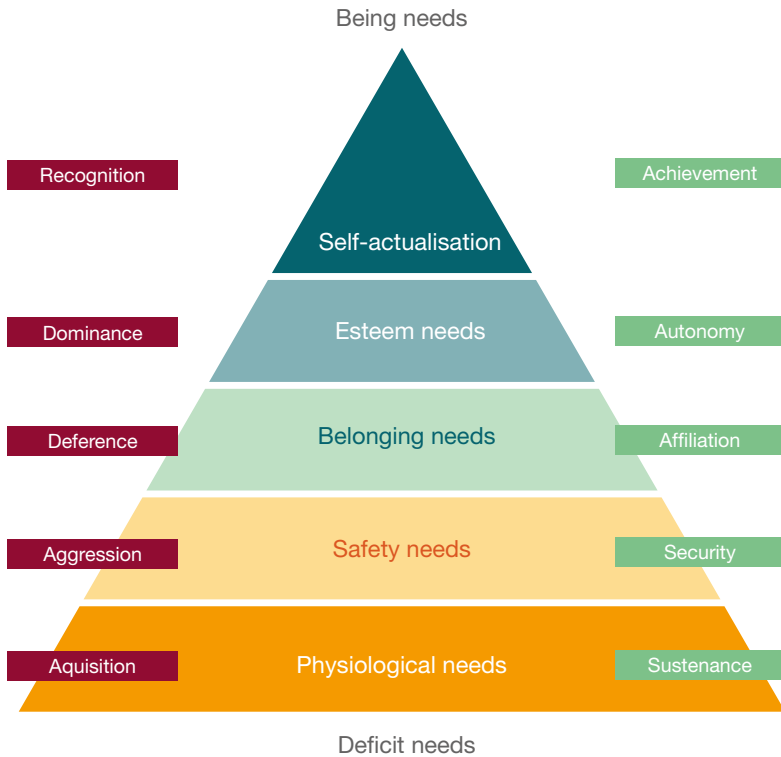 Being needs
Recognition
Achievement
Self-actualisation
Dominance
Esteem needs
Autonomy
Deference
Belonging needs
Affiliation
Aggression
Safety needs
Security
Aquisition
Physiological needs
Sustenance
Deficit needs